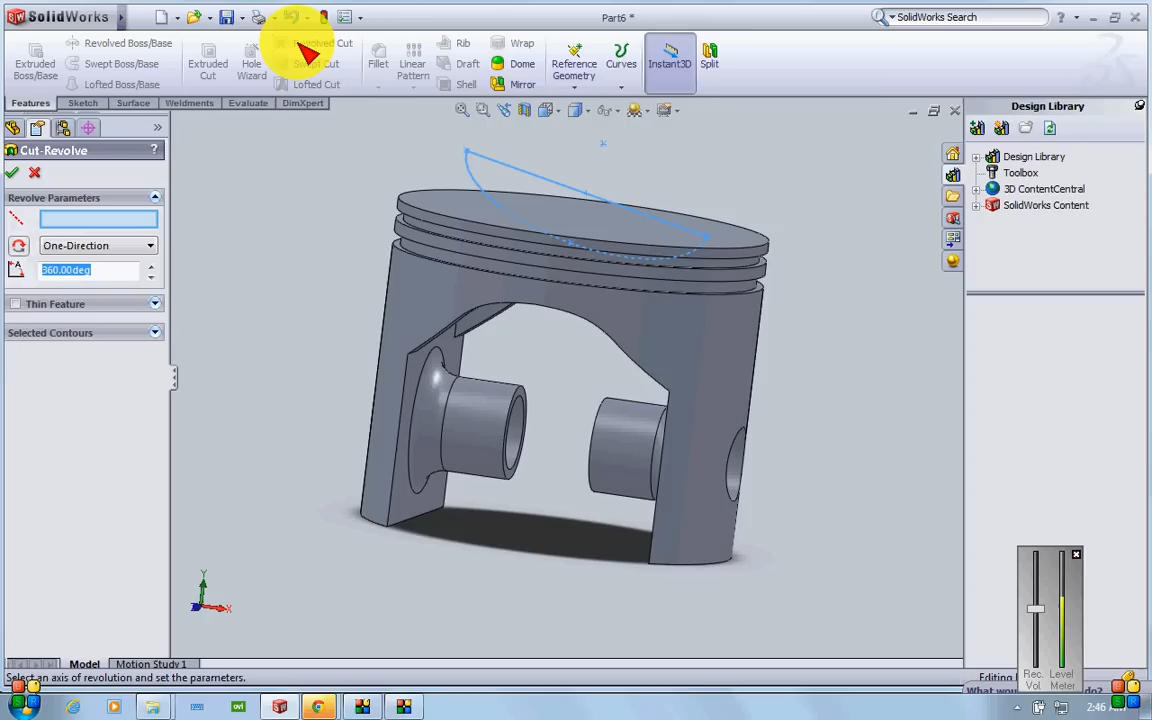 SolidWorks
Part6 *
SolidWorks Search
Extruded Boss/Base
Revolved Boss/Base
Swept Boss/Base
Lofted Boss/Base
Extruded Cut
Hole Wizard
Revolved Cut
Swept Cut
Lofted Cut
Fillet
Linear Pattern
Rib
Draft
Shell
Wrap
Dome
Mirror
Reference Geometry
Curves
Instant3D
Split
Features
Sketch
Surface
Weldments
Evaluate
DimXpert
Design Library
Cut-Revolve
?
Revolve Parameters
One-Direction
360.00deg
Thin Feature
Selected Contours
Design Library
Toolbox
3D ContentCentral
SolidWorks Content
Y
X
Z
Rec. Vol
Level Meter
Model
Motion Study 1
Select an axis of revolution and set the parameters.
Editing
ovi
2:46